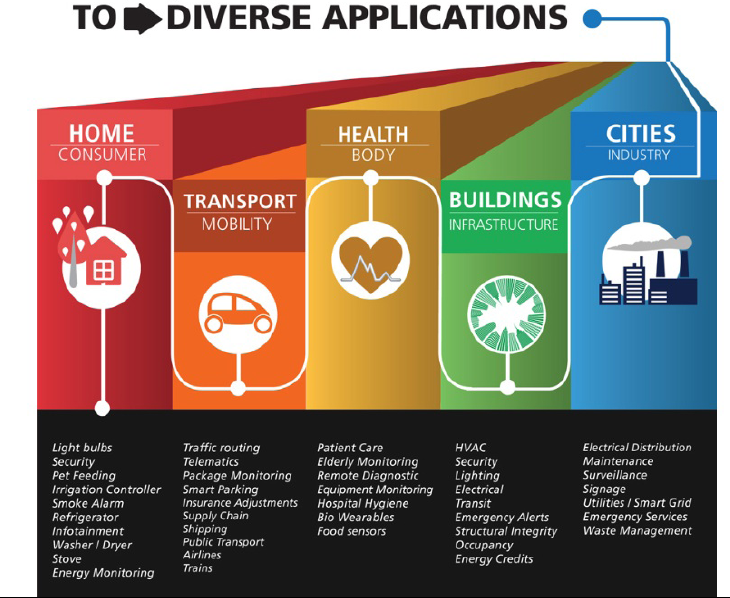 TO DIVERSE APPLICATIONS
HOME
CONSUMER
TRANSPORT
MOBILITY
HEALTH
BODY
BUILDINGS
INFRASTRUCTURE
CITIES
INDUSTRY
Light bulbs
Security
Pet Feeding
Irrigation Controller
Smoke Alarm
Refrigerator
Infotainment
Washer / Dryer
Stove
Energy Monitoring
Traffic routing
Telematics
Package Monitoring
Smart Parking
Insurance Adjustments
Supply Chain
Shipping
Public Transport
Airlines
Trains
Patient Care
Elderly Monitoring
Remote Diagnostic
Equipment Monitoring
Hospital Hygiene
Bio Wearables
Food sensors
HVAC
Security
Lighting
Electrical
Transit
Emergency Alerts
Structural Integrity
Occupancy
Energy Credits
Electrical Distribution
Maintenance
Surveillance
Signage
Utilities / Smart Grid
Emergency Services
Waste Management